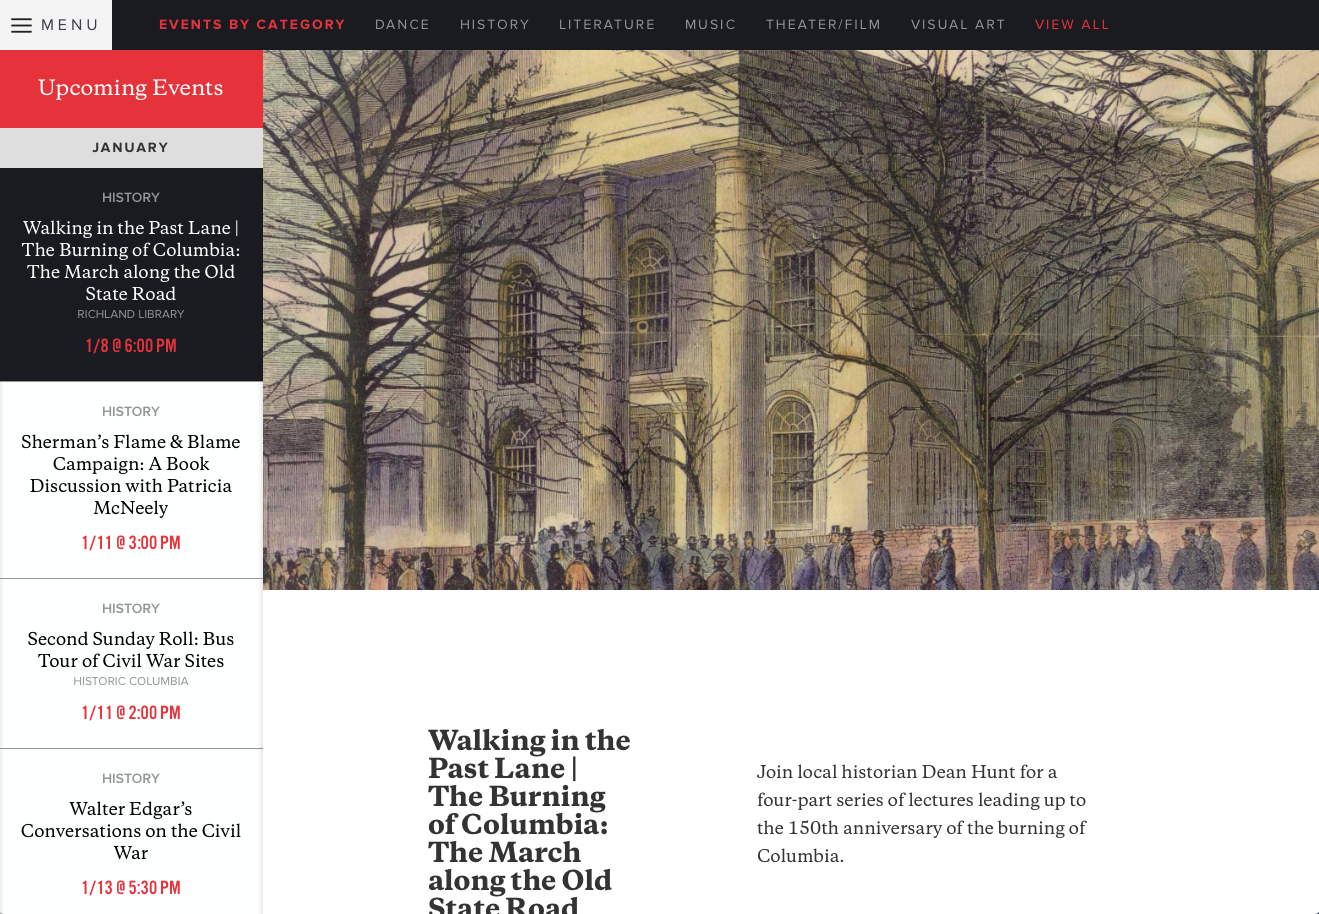 MENU
EVENTS BY CATEGORY DANCE HISTORY LITERATURE MUSIC THEATER/FILM VISUAL ART VIEW ALL
Upcoming Events
JANUARY
HISTORY
Walking in the Past Lane |
The Burning of Columbia:
The March along the Old
State Road
RICHLAND LIBRARY
1/8 @ 6:00 PM
HISTORY
Sherman’s Flame & Blame
Campaign: A Book
Discussion with Patricia
McNeely
1/11 @ 3:00 PM
HISTORY
Second Sunday Roll: Bus
Tour of Civil War Sites
HISTORIC COLUMBIA
1/11 @ 2:00 PM
HISTORY
Walter Edgar’s
Conversations on the Civil
War
1/13 @ 5:30 PM
Walking in the
Past Lane |
The Burning
of Columbia:
The March
along the Old
State Road
Join local historian Dean Hunt for a
four-part series of lectures leading up to
the 150th anniversary of the burning of
Columbia.